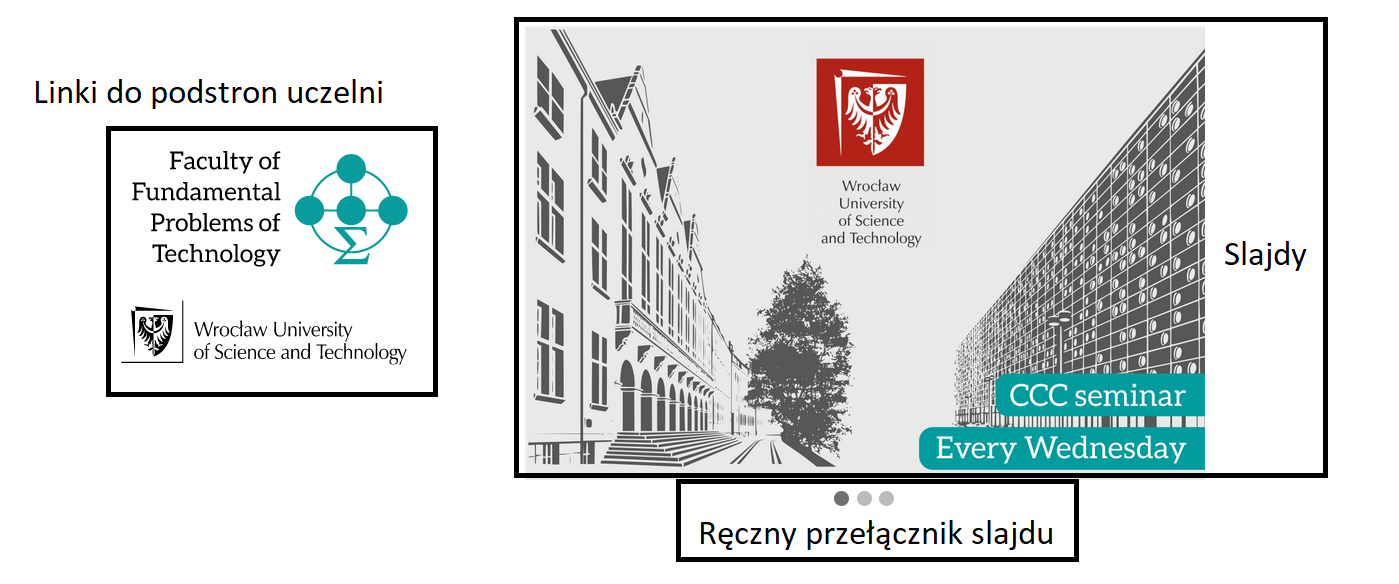 Linki do podstron uczelni
Faculty of
Fundamental
Problems of
Technology
Σ
Wrocław University
of Science and Technology
Wrocław
University
of Science
and Technology
CCC seminar
Every Wednesday
Slajdy
Ręczny przełącznik slajdu